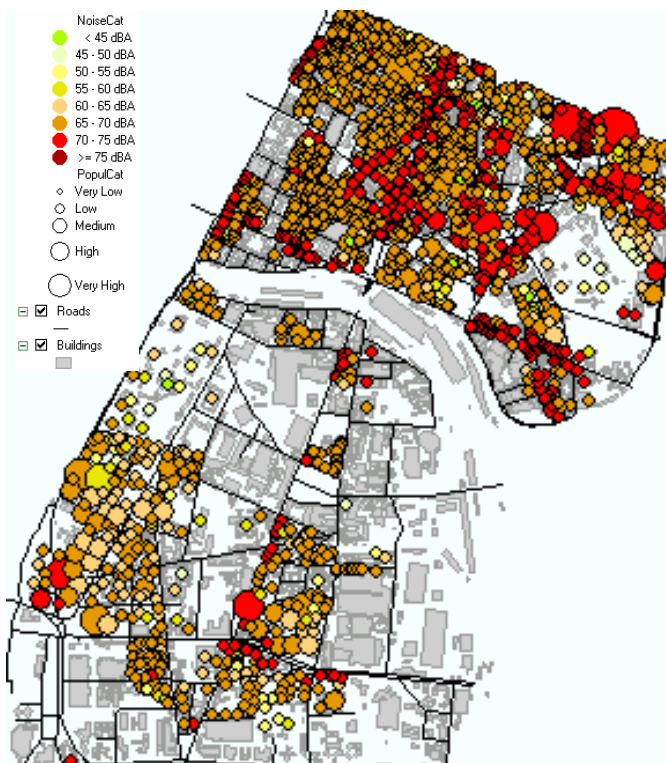 NoiseCat
< 45 dBA
45 - 50 dBA
50 - 55 dBA
55 - 60 dBA
60 - 65 dBA
65 - 70 dBA
70 - 75 dBA
>= 75 dBA
PopulCat
Very Low
Low
Medium
High
Very High
Roads
Buildings